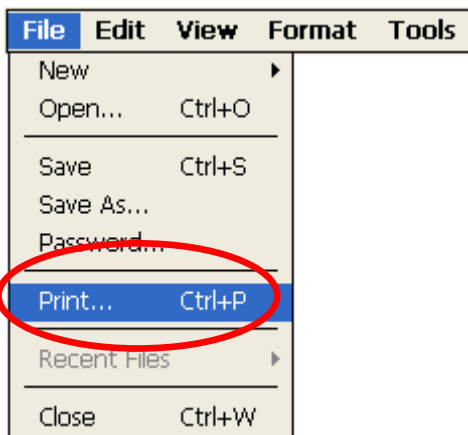 File Edit View Format Tools
New
Open... Ctrl+O
Save Ctrl+S
Save As...
Password...
Print... Ctrl+P
Recent Files
Close Ctrl+W